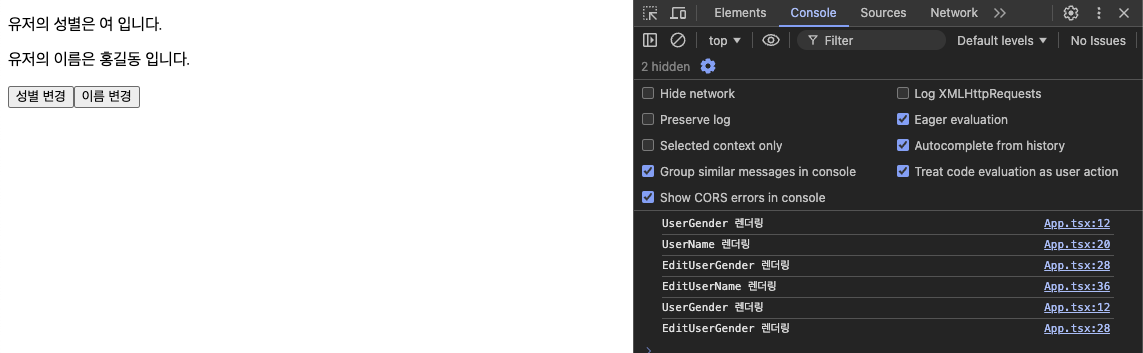 유저의 성별은 여 입니다.
유저의 이름은 홍길동 입니다.
성별 변경 이름 변경
Elements Console Sources Network
top Filter Default levels No Issues
2 hidden
Hide network Log XMLHttpRequests
Preserve log Eager evaluation
Selected context only Autocomplete from history
Group similar messages in console Treat code evaluation as user action
Show CORS errors in console
UserGender 렌더링 App.tsx:12
UserName 렌더링 App.tsx:20
EditUserGender 렌더링 App.tsx:28
EditUserName 렌더링 App.tsx:36
UserGender 렌더링 App.tsx:12
EditUserGender 렌더링 App.tsx:28